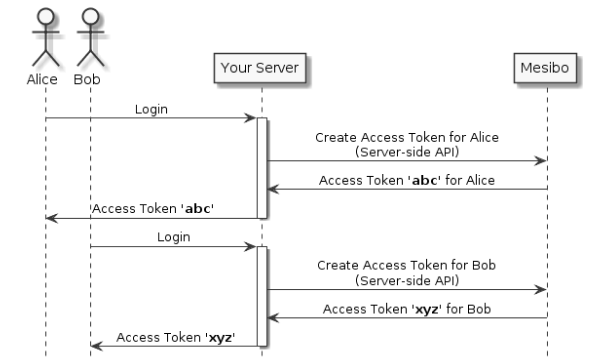 Alice
Bob
Your Server
Mesibo
Login
Create Access Token for Alice
(Server-side API)
Access Token 'abc' for Alice
Access Token 'abc'
Login
Create Access Token for Bob
(Server-side API)
Access Token 'xyz' for Bob
Access Token 'xyz'